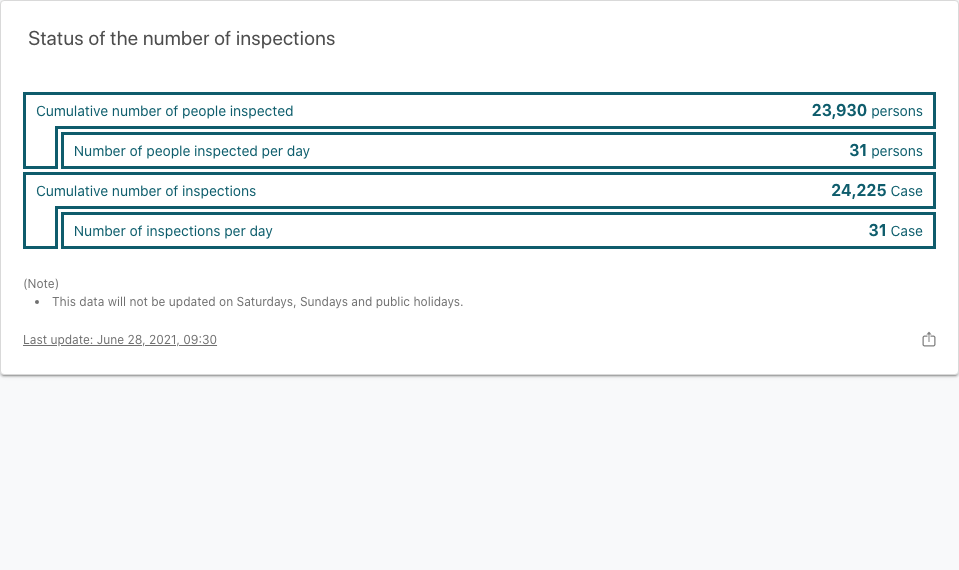 Status of the number of inspections
Cumulative number of people inspected 23,930 persons
Number of people inspected per day 31 persons
Cumulative number of inspections 24,225 Case
Number of inspections per day 31 Case
(Note)
• This data will not be updated on Saturdays, Sundays and public holidays.
Last update: June 28, 2021, 09:30